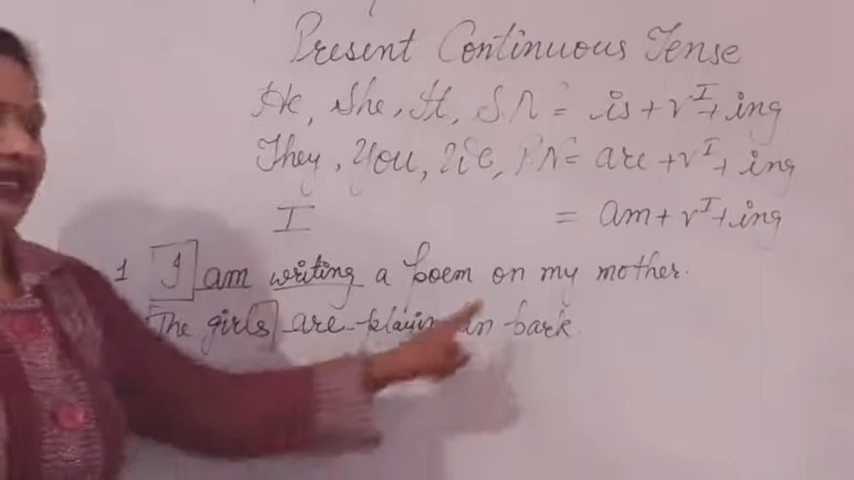 Present Continuous Tense
He, She, It, S.N = is + v I + ing
They, You, We, P.N = are + v I + ing
I = am + v I + ing
1 I am writing a poem on my mother.
The girls are in park